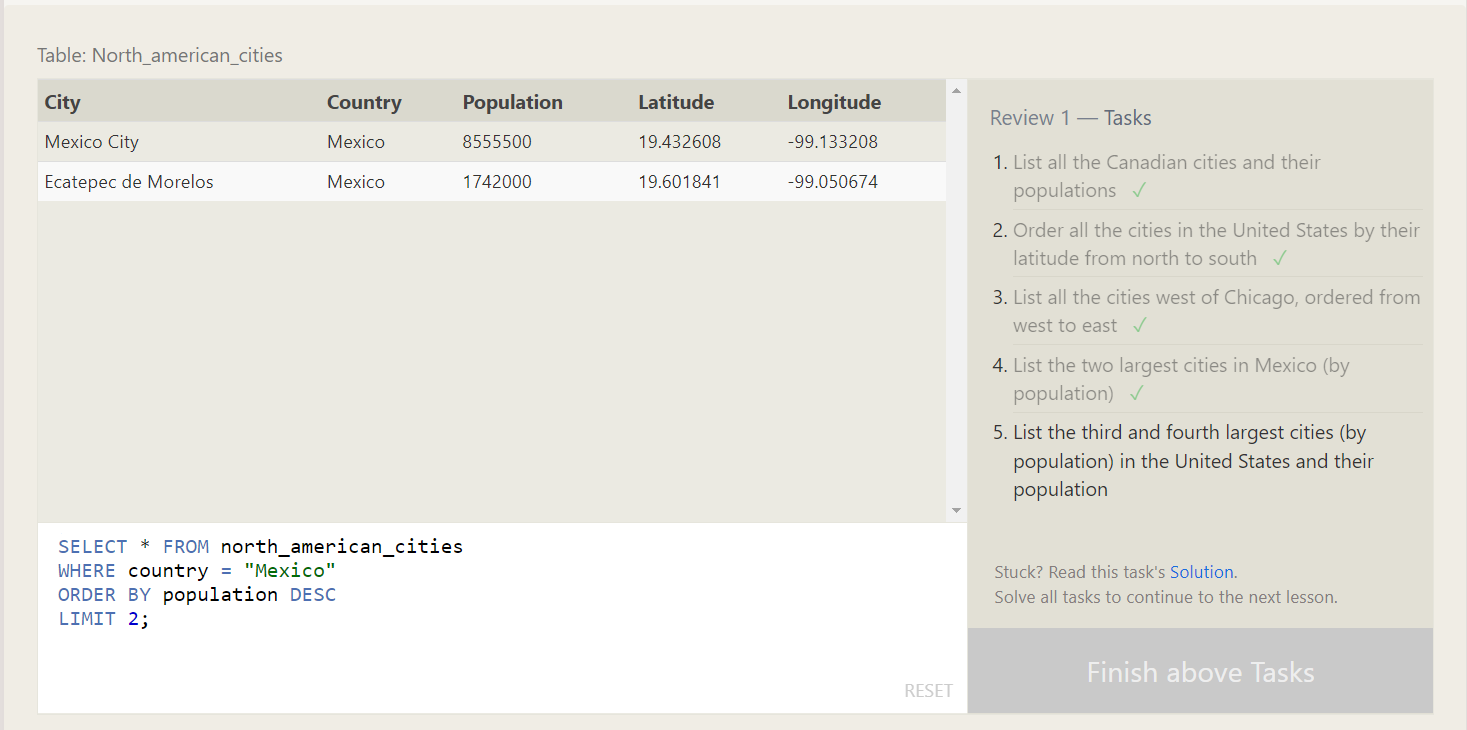 Table: North_american_cities
City Country Population Latitude Longitude
Mexico City Mexico 8555500 19.432608 -99.133208
Ecatepec de Morelos Mexico 1742000 19.601841 -99.050674
SELECT * FROM north_american_cities
WHERE country = "Mexico"
ORDER BY population DESC
LIMIT 2;
RESET
Review 1 — Tasks
1. List all the Canadian cities and their
populations ✓
2. Order all the cities in the United States by their
latitude from north to south ✓
3. List all the cities west of Chicago, ordered from
west to east ✓
4. List the two largest cities in Mexico (by
population) ✓
5. List the third and fourth largest cities (by
population) in the United States and their
population
Stuck? Read this task's Solution.
Solve all tasks to continue to the next lesson.
Finish above Tasks